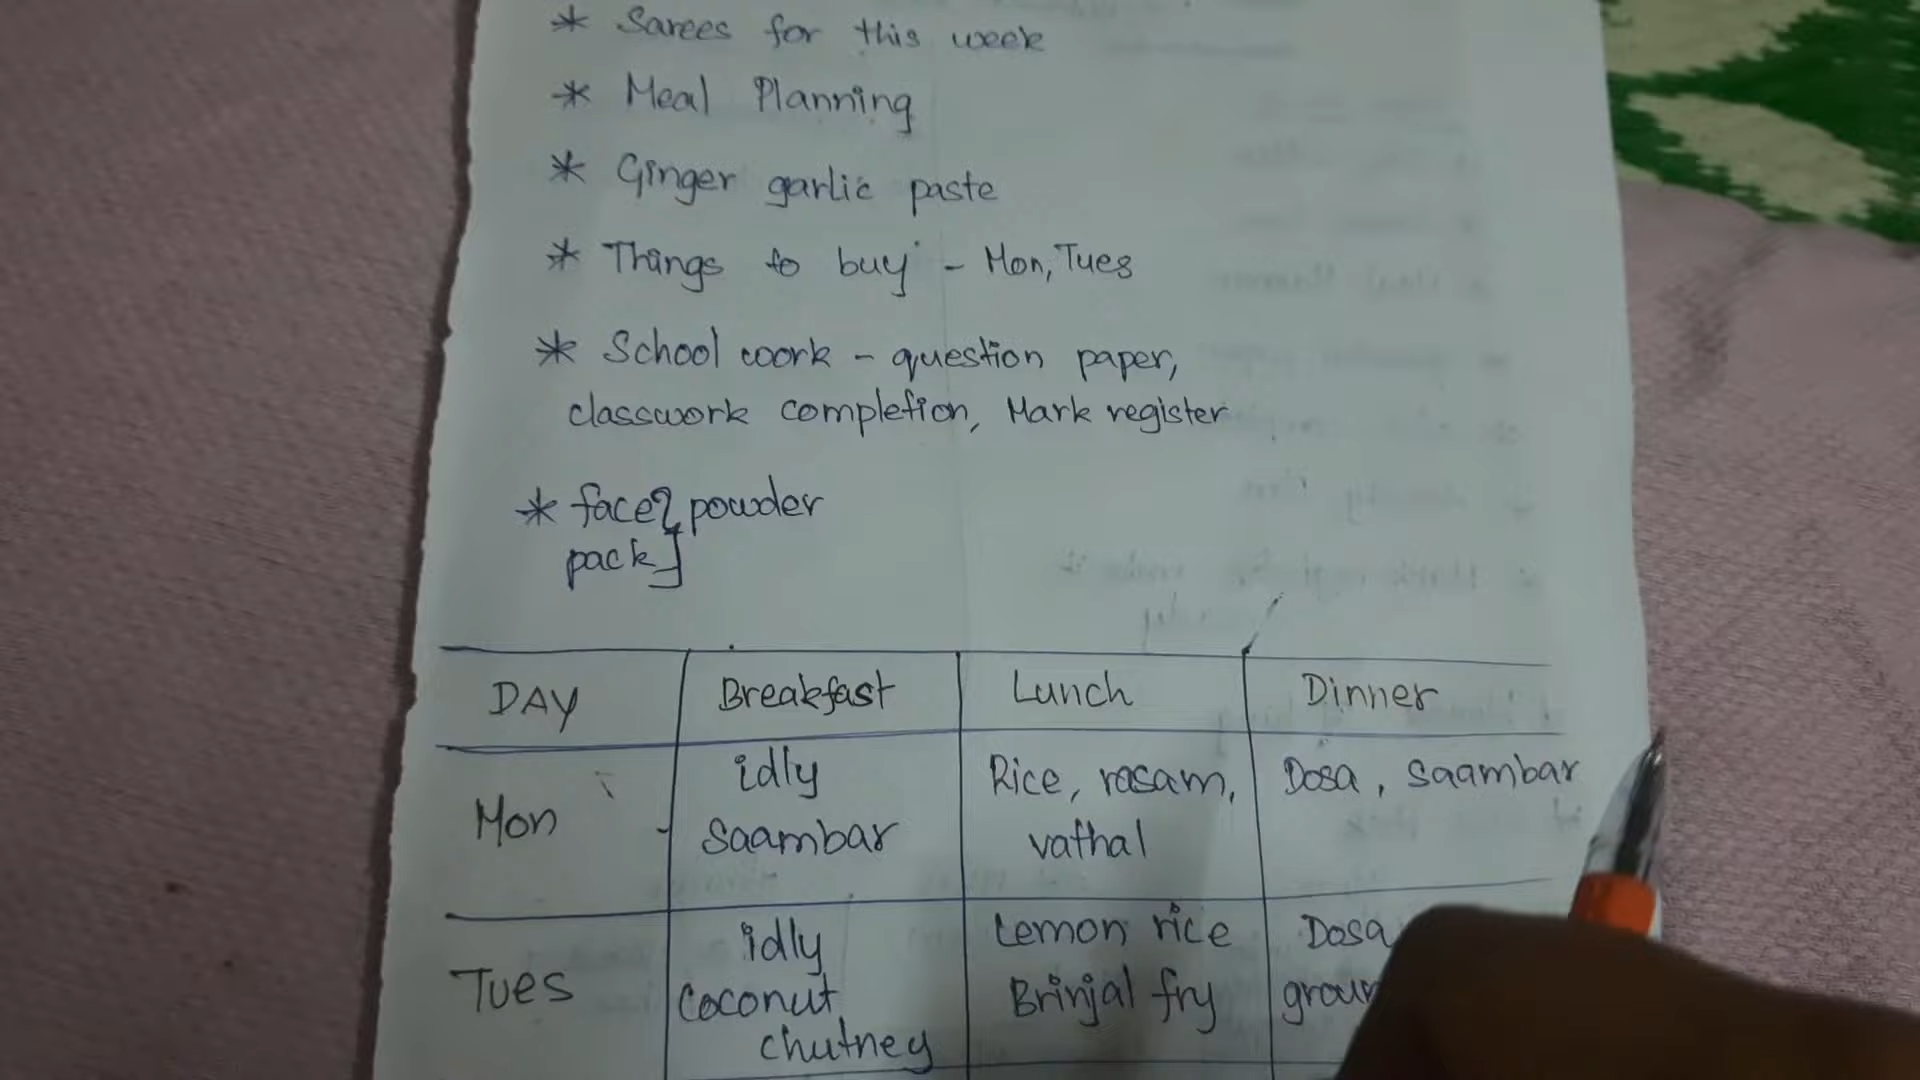 * Sarees for this week
* Meal Planning
* Ginger garlic paste
* Things to buy - Mon, Tues
* School work - question paper,
classwork completion, Mark register
* face} powder
pack
DAY Breakfast Lunch Dinner
Mon idly Rice, rasam, Dosa, saambar
saambar vathal
Tues idly Lemon rice Dosa
coconut Brinjal fry
chutney